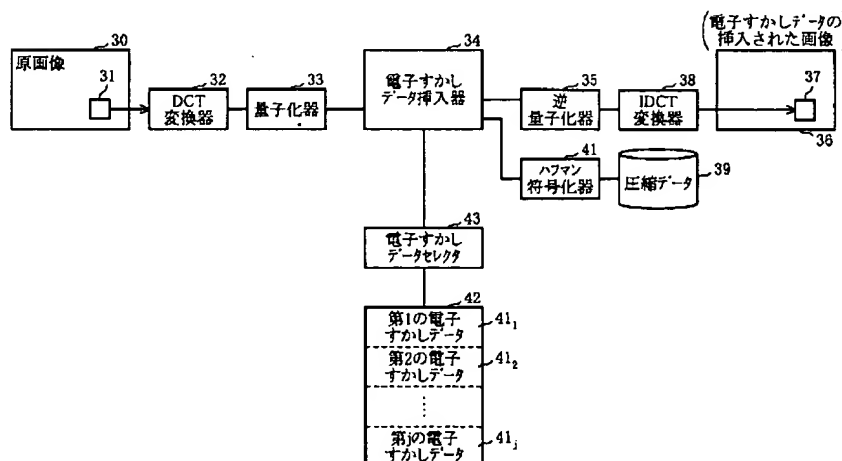 原画像
30
31
DCT
変換器
32
量子化器
33
電子すかし
データ挿入器
34
逆
量子化器
35
IDCT
変換器
38
(電子すかしデータの
挿入された画像
37
36
ハフマン
符号化器
41
圧縮データ
39
電子すかし
データセレクタ
43
42
第1の電子
すかしデータ
41₁
第2の電子
すかしデータ
41₂
⋮
第jの電子
すかしデータ
41ⱼ